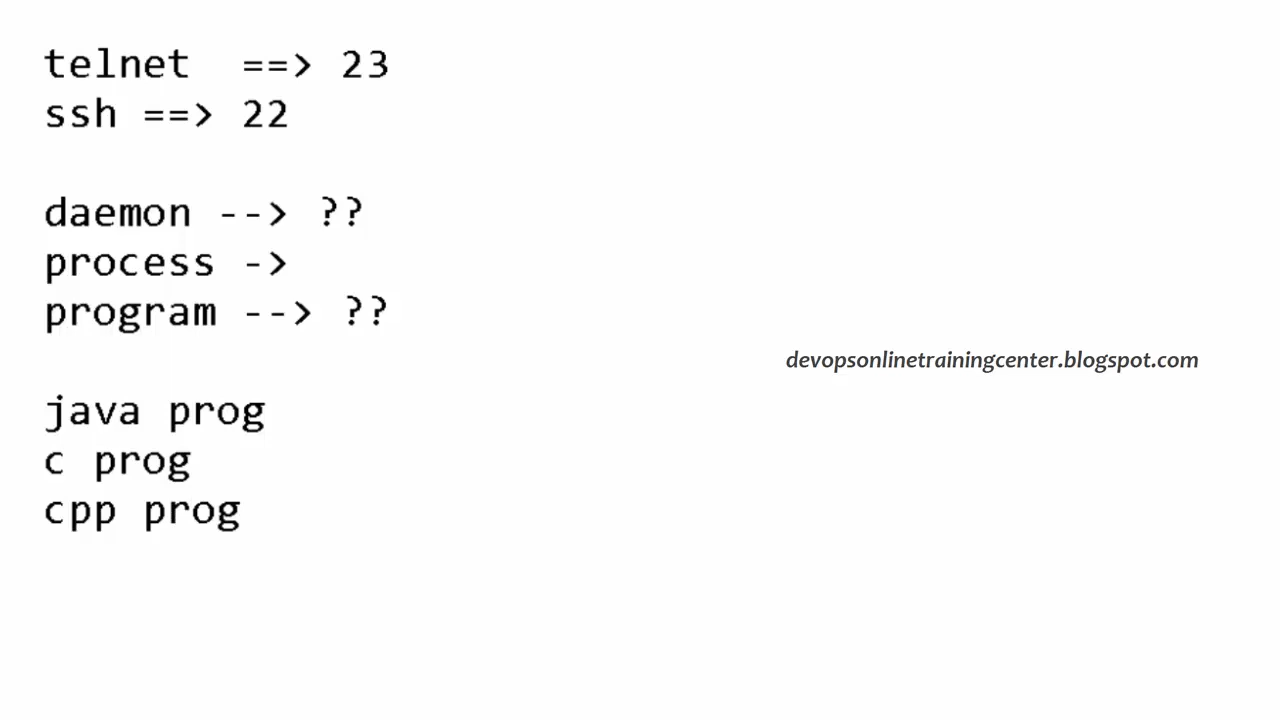 telnet  ==> 23
ssh ==> 22
daemon --> ??
process ->
program --> ??
devopsonlinetrainingcenter.blogspot.com
java prog
c prog
cpp prog